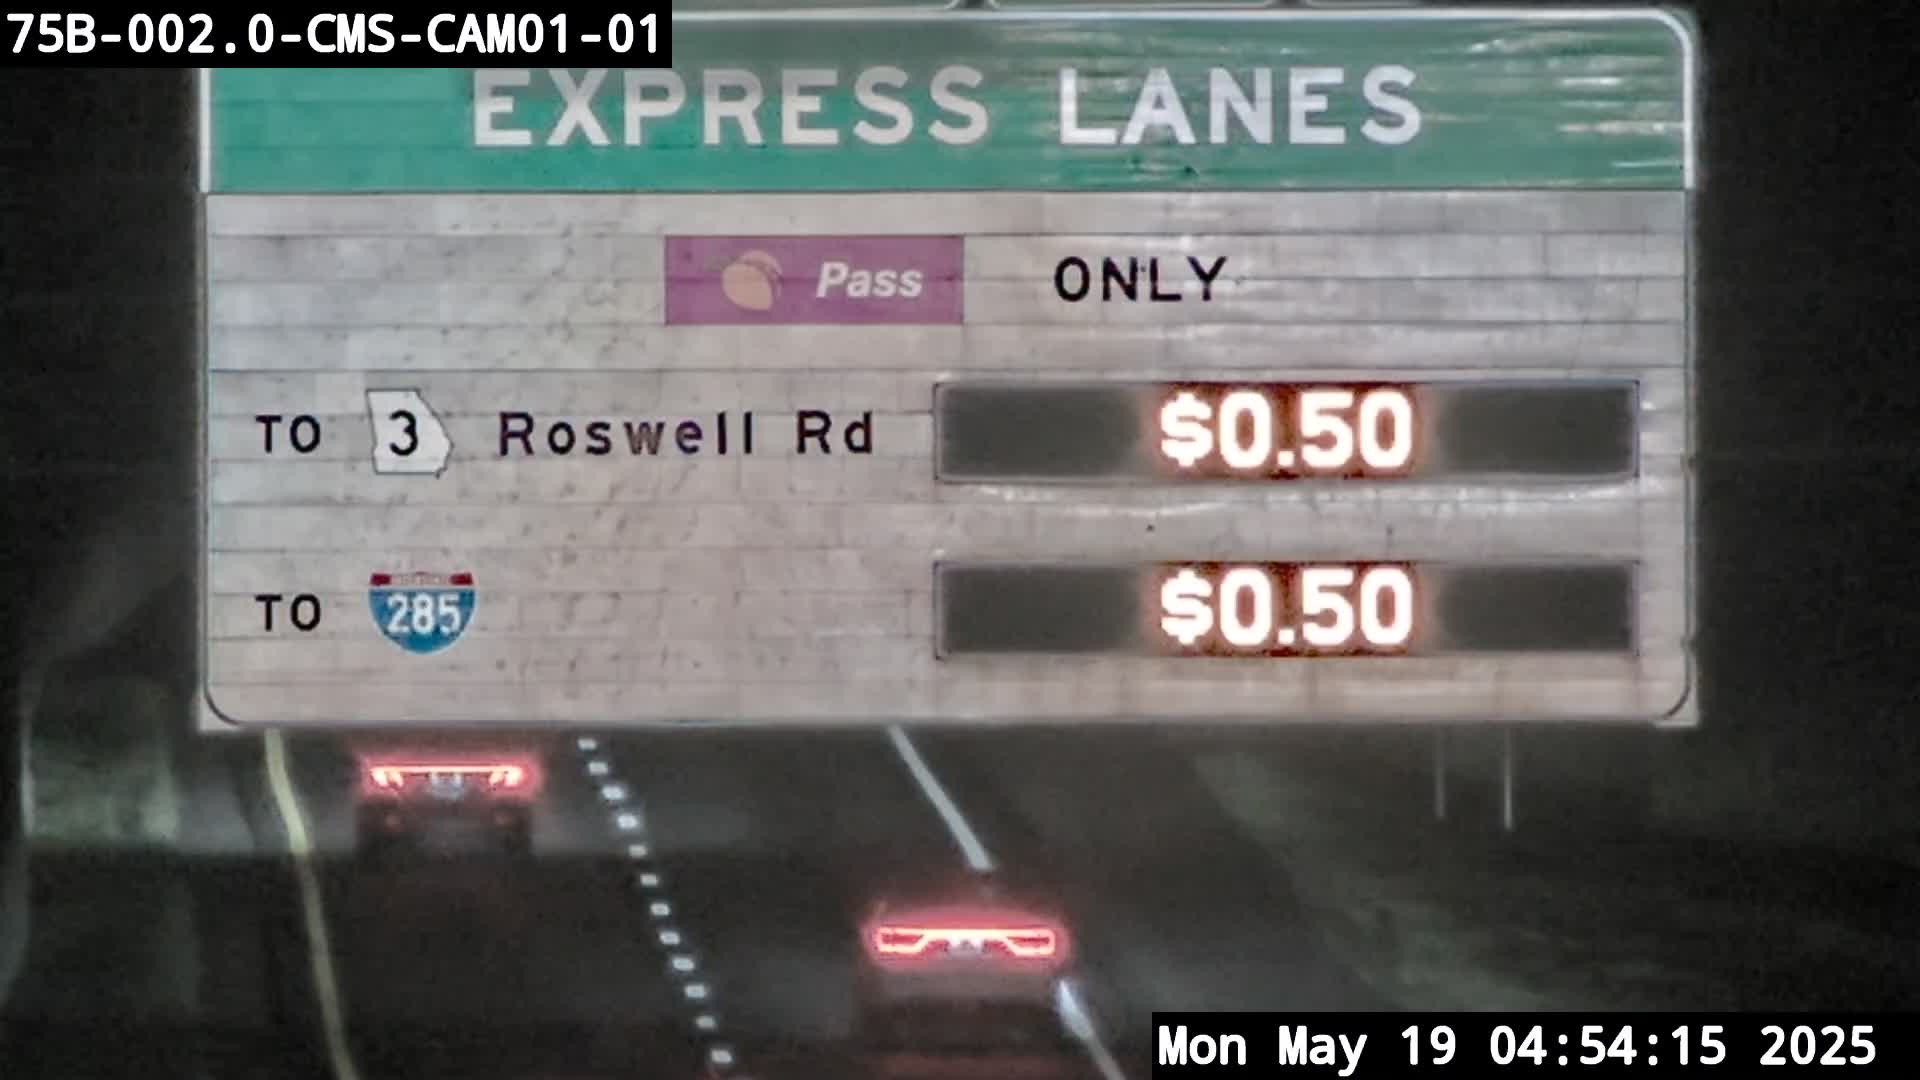 75B-002.0-CMS-CAM01-01
EXPRESS LANES
Pass ONLY
TO 3 Roswell Rd $0.50
TO 285 $0.50
Mon May 19 04:54:15 2025